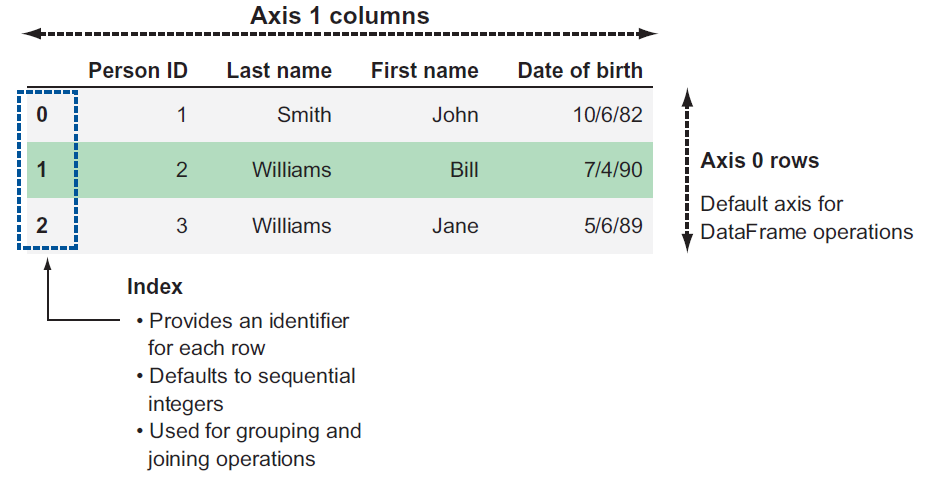 Axis 1 columns
Person ID Last name First name Date of birth
0 1 Smith John 10/6/82
1 2 Williams Bill 7/4/90
2 3 Williams Jane 5/6/89
Axis 0 rows
Default axis for
DataFrame operations
Index
• Provides an identifier
for each row
• Defaults to sequential
integers
• Used for grouping and
joining operations